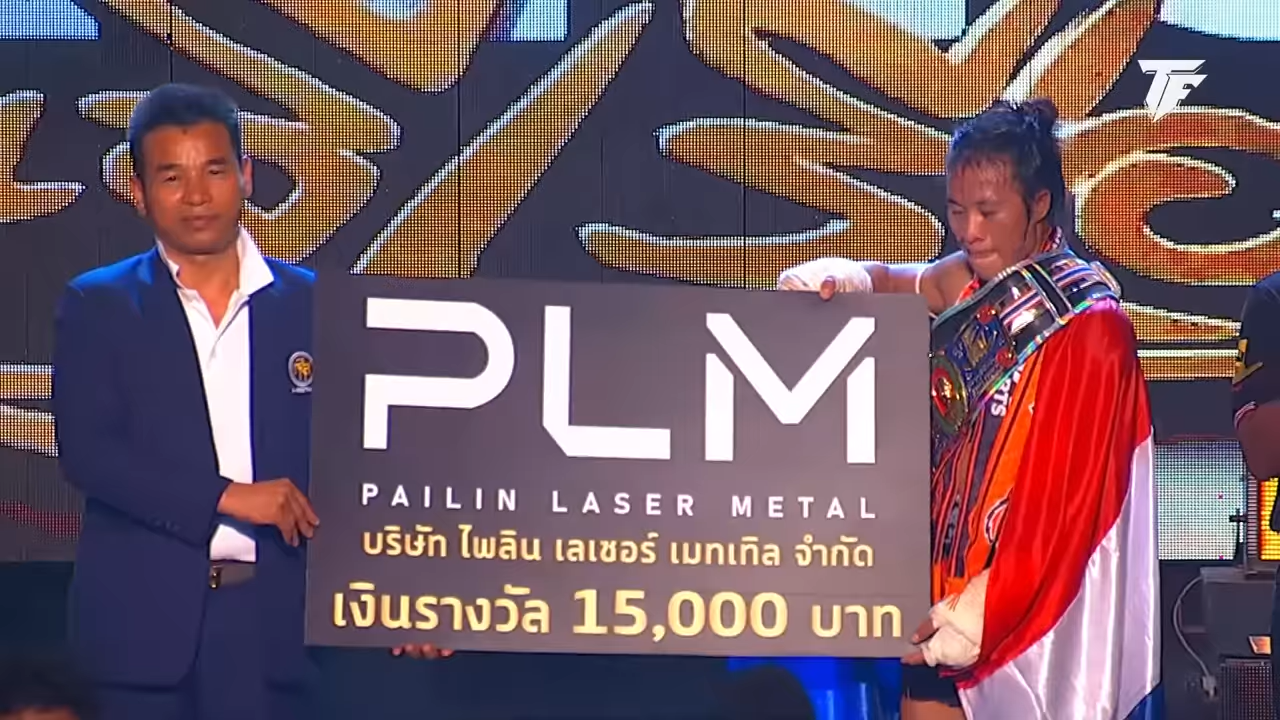 TF
PLM
PAILIN LASER METAL
บริษัท ไพลิน เลเซอร์ เมทเทิล จำกัด
เงินรางวัล 15,000 บาท